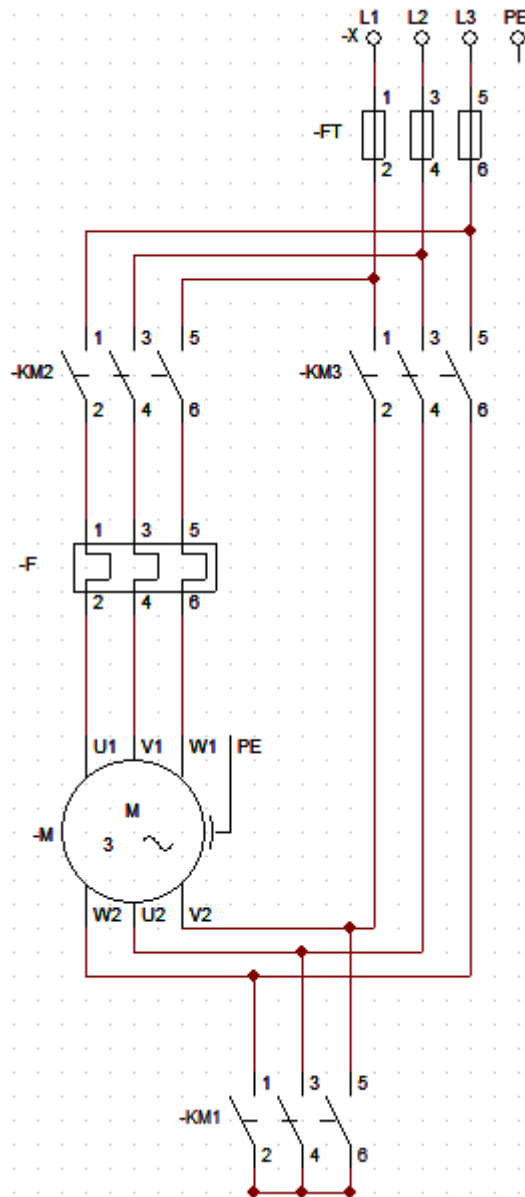 L1 L2 L3 PE
-X
1 3 5
-FT
2 4 6
1 3 5 1 3 5
-KM2 -KM3
2 4 6 2 4 6
1 3 5
-F
2 4 6
U1 V1 W1 PE
M
-M 3
W2 U2 V2
1 3 5
-KM1
2 4 6